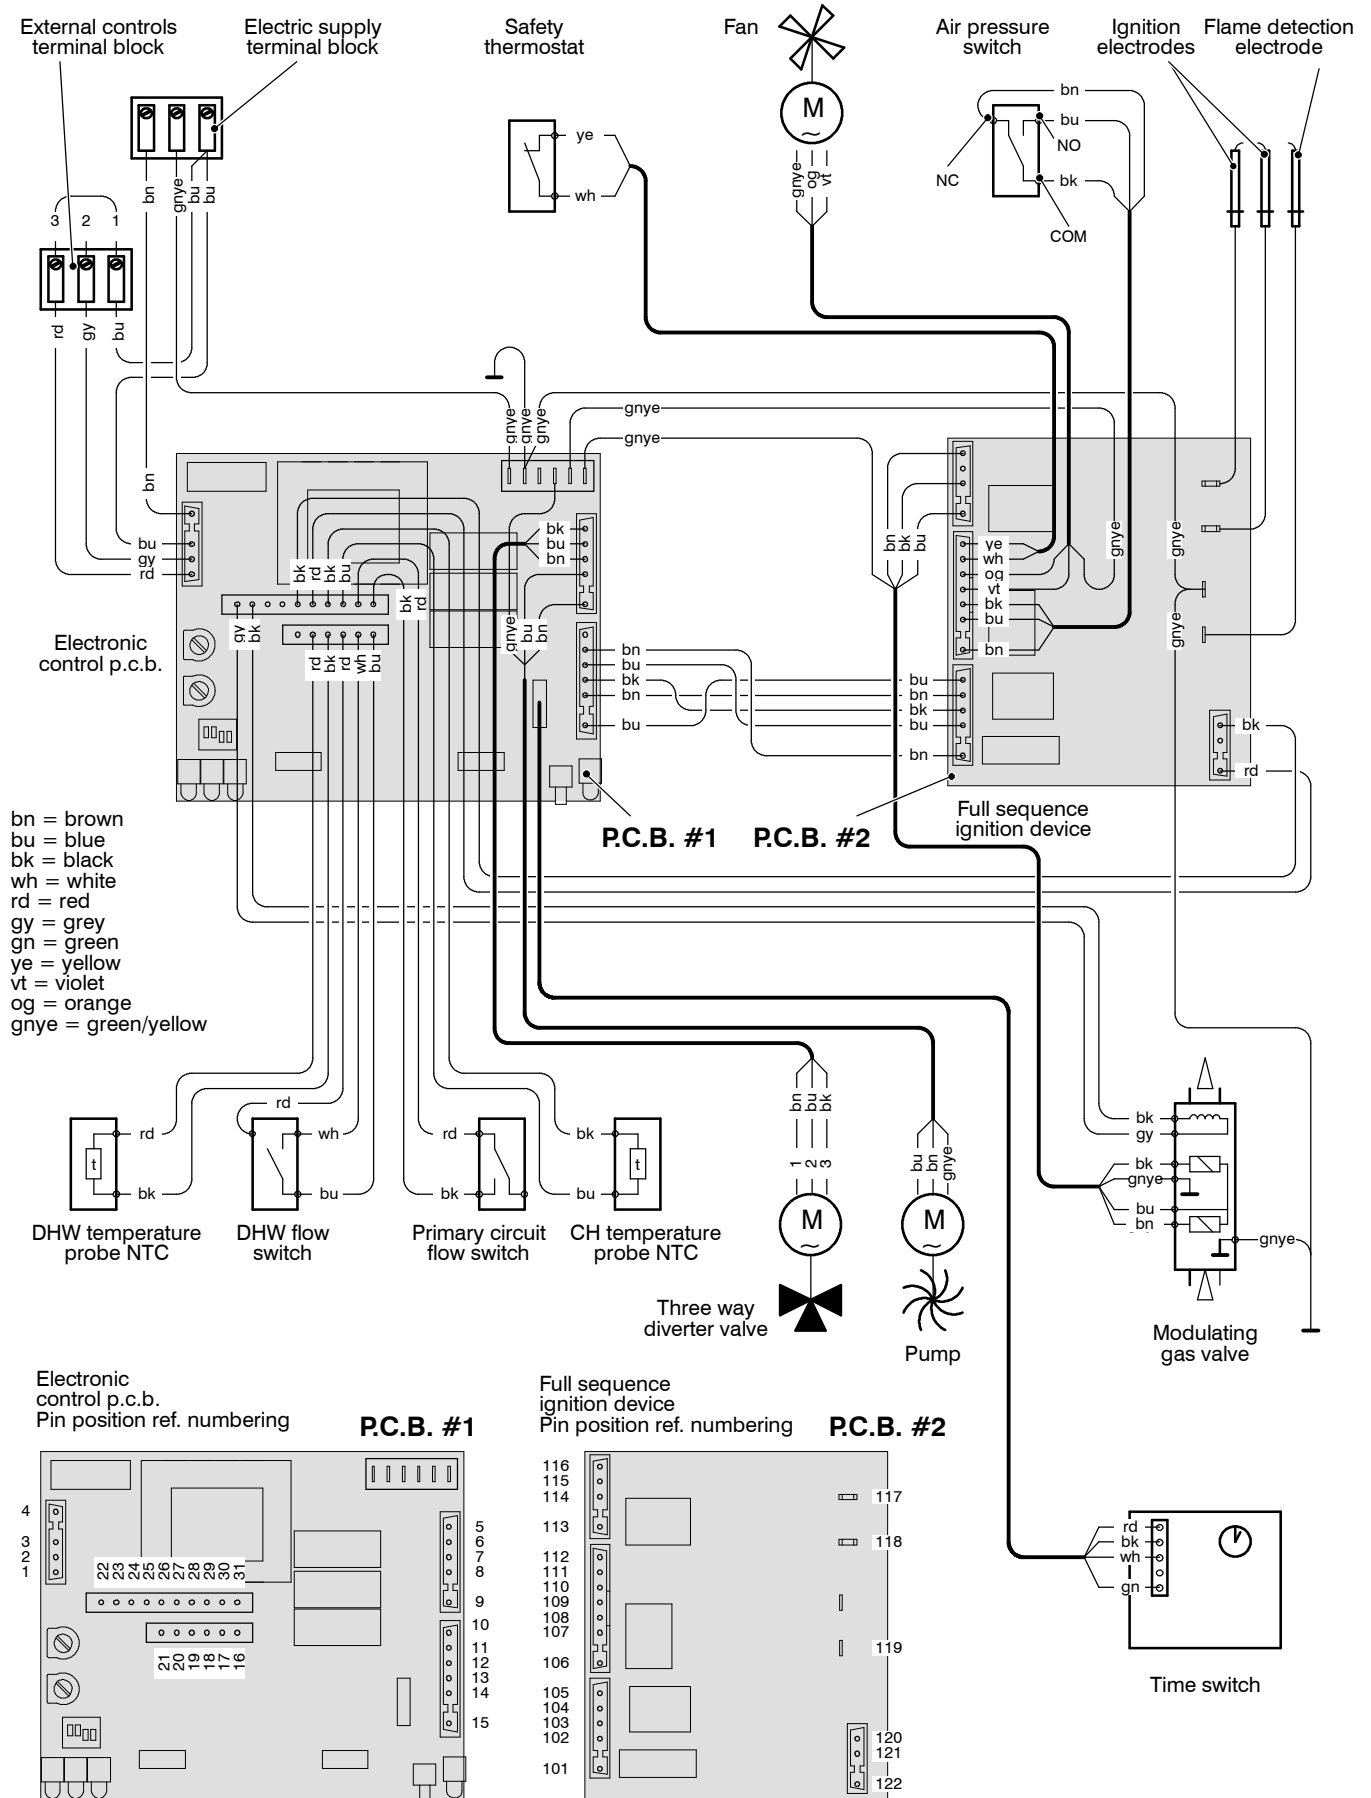 External controls
terminal block
Electric supply
terminal block
Safety
thermostat
Fan
Air pressure
switch
Ignition
electrodes
Flame detection
electrode
M
~
bn
bu
NO
NC
bk
COM
ye
wh
gnye
og
vt
bn
gnye
bu
bu
3 2 1
rd
gy
bu
gnye
gnye
gnye
gnye
gnye
bn
bu
gy
rd
bk
rd
bk
bu
bk
rd
gy
bk
rd
bk
rd
wh
bu
bk
bu
bn
gnye
bu
bn
bn
bu
bk
bn
bu
bn
bk
bu
ye
wh
og
vt
bk
bu
bn
gnye
gnye
gnye
bu
bn
bk
bu
bn
bk
rd
Electronic
control p.c.b.
P.C.B. #1
P.C.B. #2
Full sequence
ignition device
bn = brown
bu = blue
bk = black
wh = white
rd = red
gy = grey
gn = green
ye = yellow
vt = violet
og = orange
gnye = green/yellow
rd
bk
t
DHW temperature
probe NTC
rd
wh
bu
DHW flow
switch
rd
bk
Primary circuit
flow switch
bk
bu
t
CH temperature
probe NTC
bn
bu
bk
1
2
3
M
~
Three way
diverter valve
bu
bn
gnye
M
~
Pump
bk
gy
bk
gnye
bu
bn
gnye
Modulating
gas valve
Electronic
control p.c.b.
Pin position ref. numbering
P.C.B. #1
4
3
2
1
22
23
24
25
26
27
28
29
30
31
21
20
19
18
17
16
5
6
7
8
9
10
11
12
13
14
15
Full sequence
ignition device
Pin position ref. numbering
P.C.B. #2
116
115
114
113
112
111
110
109
108
107
106
105
104
103
102
101
117
118
119
120
121
122
rd
bk
wh
gn
Time switch